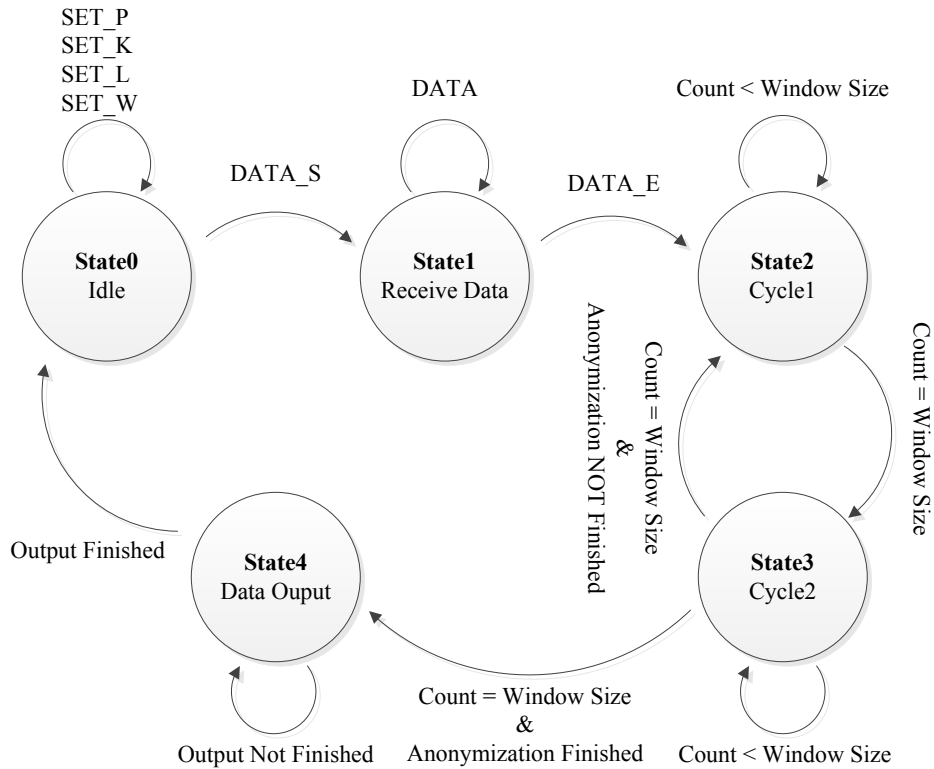 SET_P
SET_K
SET_L
SET_W
DATA_S
State0
Idle
DATA
DATA_E
State1
Receive Data
Count < Window Size
State2
Cycle1
Count = Window Size
Count = Window Size
&
Anonymization NOT Finished
State3
Cycle2
Count < Window Size
Count = Window Size
&
Anonymization Finished
State4
Data Ouput
Output Not Finished
Output Finished